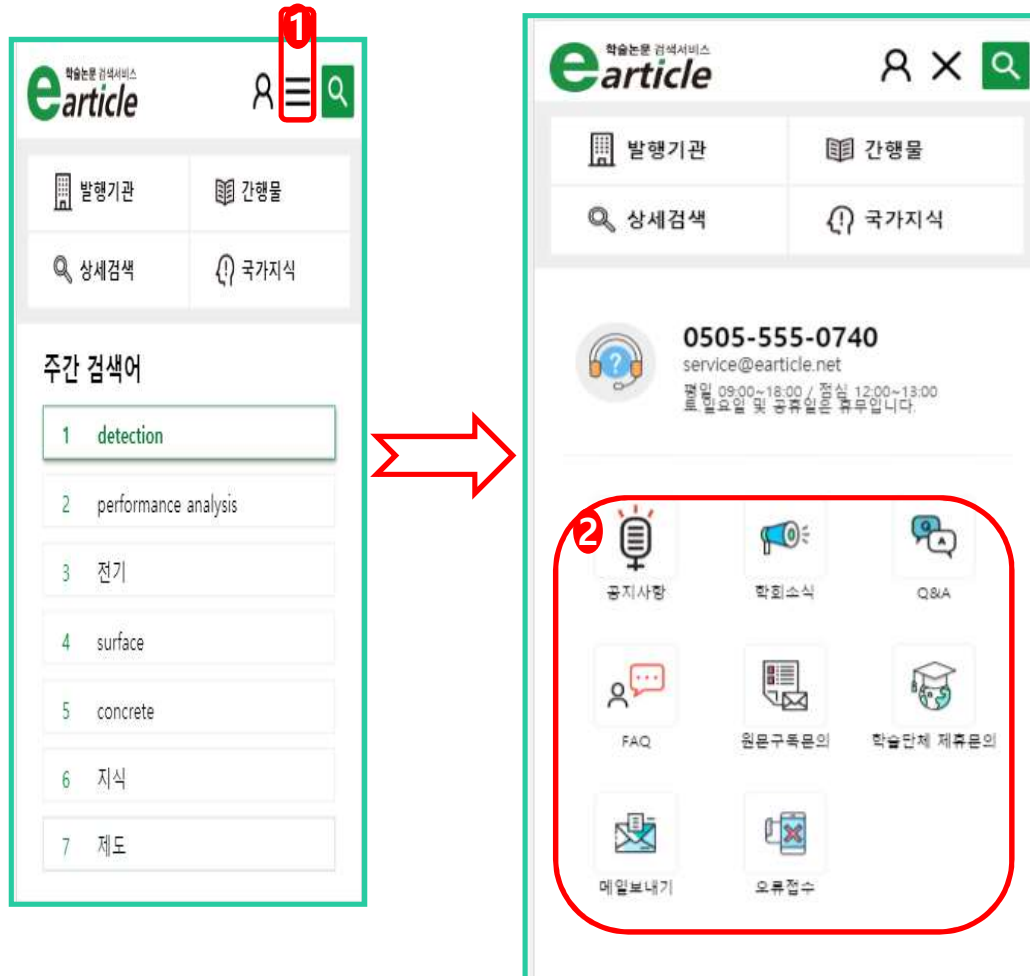 1
학술논문 검색서비스
earticle
발행기관
간행물
상세검색
국가지식
주간 검색어
1 detection
2 performance analysis
3 전기
4 surface
5 concrete
6 지식
7 제도
학술논문 검색서비스
earticle
발행기관
간행물
상세검색
국가지식
0505-555-0740
service@earticle.net
평일 09:00~18:00 / 점심 12:00~13:00
토.일요일 및 공휴일은 휴무입니다.
2
공지사항
학회소식
Q
A
Q&A
FAQ
원문구독문의
학술단체 제휴문의
메일보내기
오류접수